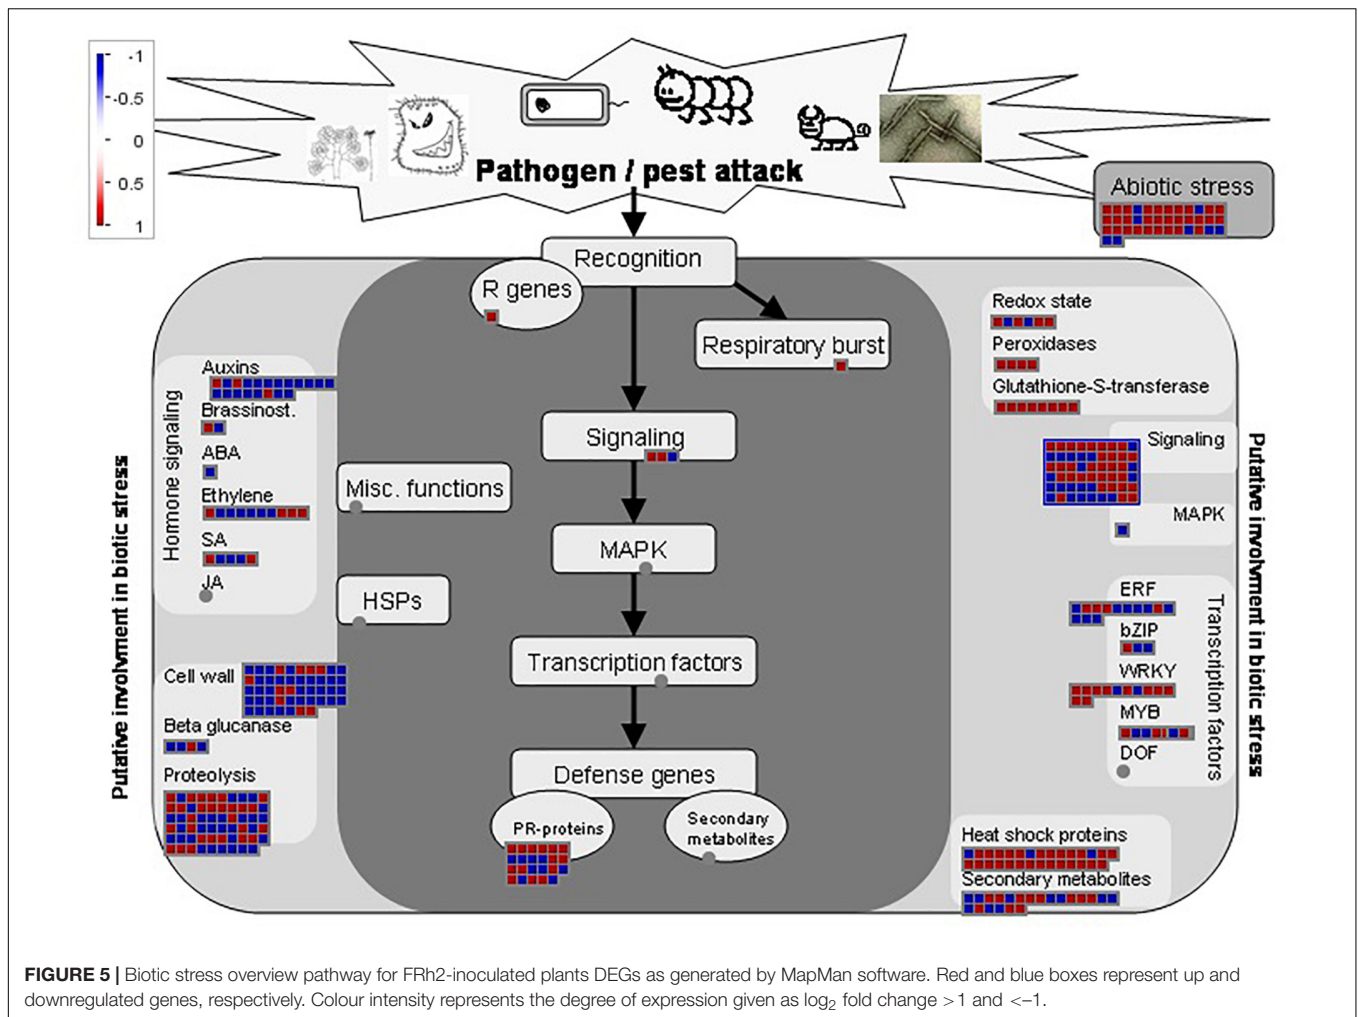 -1
-0.5
0
0.5
1
Pathogen / pest attack
Abiotic stress
Recognition
R genes
Respiratory burst
Signaling
Misc. functions
MAPK
HSPs
Transcription factors
Defense genes
PR-proteins
Secondary
metabolites
Putative involvment in biotic stress
Hormone signaling
Auxins
Brassinost.
ABA
Ethylene
SA
JA
Cell wall
Beta glucanase
Proteolysis
Redox state
Peroxidases
Glutathione-S-transferase
Signaling
MAPK
ERF
bZIP
WRKY
MYB
DOF
Transcription factors
Putative involvment in biotic stress
Heat shock proteins
Secondary metabolites
FIGURE 5 | Biotic stress overview pathway for FRh2-inoculated plants DEGs as generated by MapMan software. Red and blue boxes represent up and
downregulated genes, respectively. Colour intensity represents the degree of expression given as log2 fold change >1 and <–1.